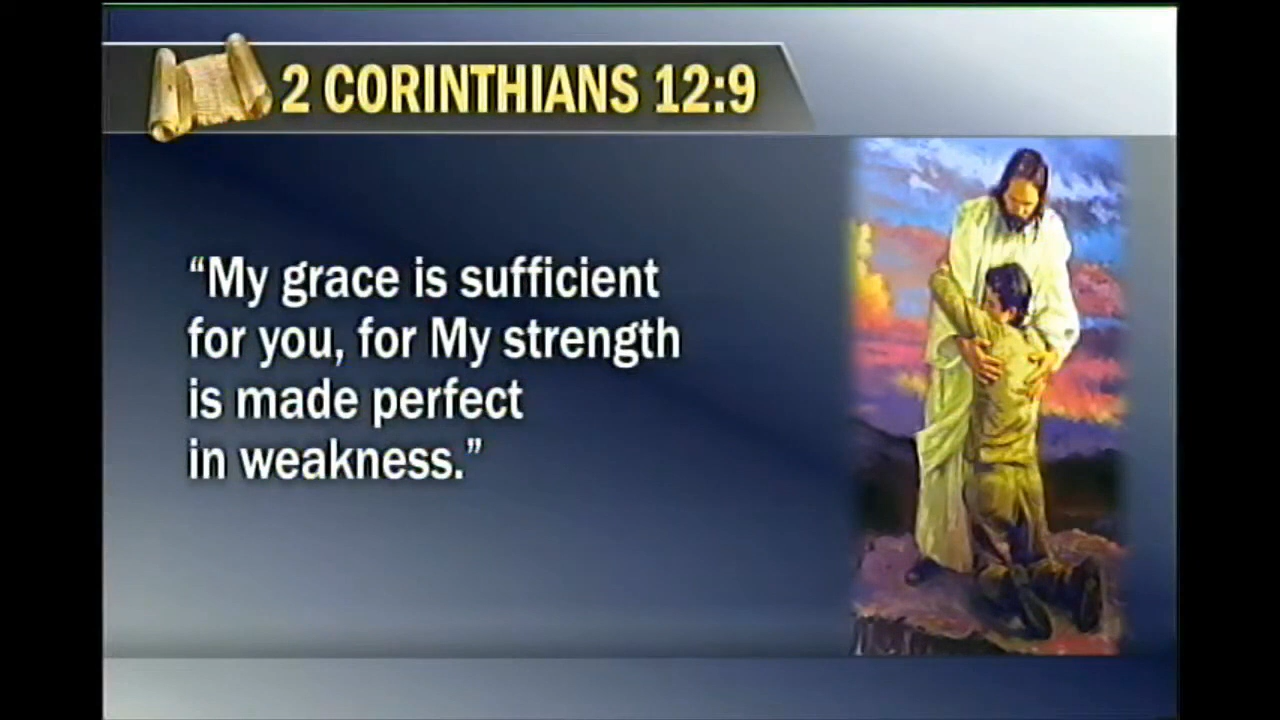 2 CORINTHIANS 12:9
“My grace is sufficient
for you, for My strength
is made perfect
in weakness.”